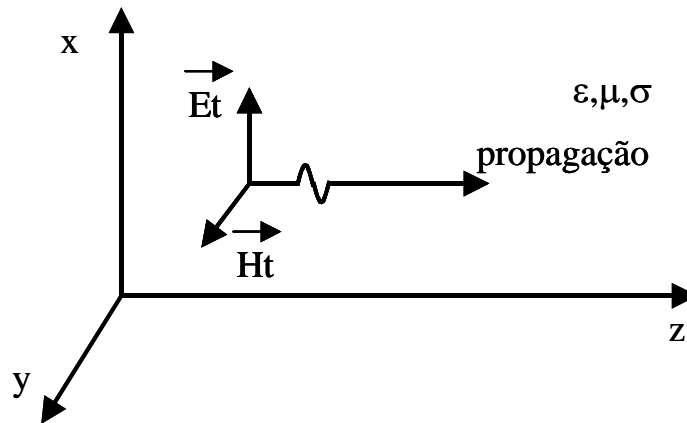 x
Et
ε,μ,σ
propagação
Ht
z
y